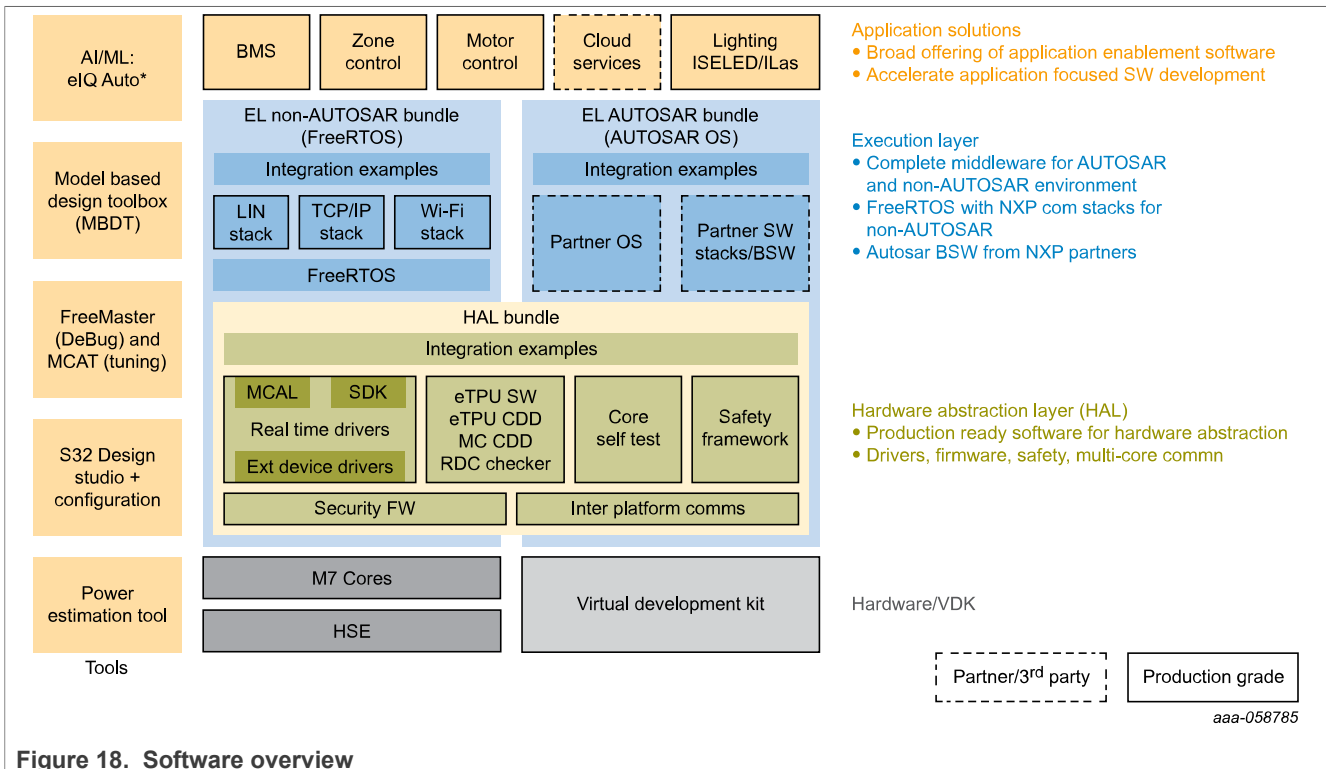 AI/ML:
eIQ Auto*
Model based
design toolbox
(MBDT)
FreeMaster
(DeBug) and
MCAT (tuning)
S32 Design
studio +
configuration
Power
estimation tool
Tools
BMS
Zone
control
Motor
control
Cloud
services
Lighting
ISELED/ILas
EL non-AUTOSAR bundle
(FreeRTOS)
Integration examples
LIN
stack
TCP/IP
stack
Wi-Fi
stack
FreeRTOS
EL AUTOSAR bundle
(AUTOSAR OS)
Integration examples
Partner OS
Partner SW
stacks/BSW
HAL bundle
Integration examples
MCAL
SDK
Real time drivers
Ext device drivers
eTPU SW
eTPU CDD
MC CDD
RDC checker
Core
self test
Safety
framework
Security FW
Inter platform comms
M7 Cores
HSE
Virtual development kit
Application solutions
• Broad offering of application enablement software
• Accelerate application focused SW development
Execution layer
• Complete middleware for AUTOSAR
and non-AUTOSAR environment
• FreeRTOS with NXP com stacks for
non-AUTOSAR
• Autosar BSW from NXP partners
Hardware abstraction layer (HAL)
• Production ready software for hardware abstraction
• Drivers, firmware, safety, multi-core commn
Hardware/VDK
Partner/3rd party
Production grade
aaa-058785
Figure 18. Software overview